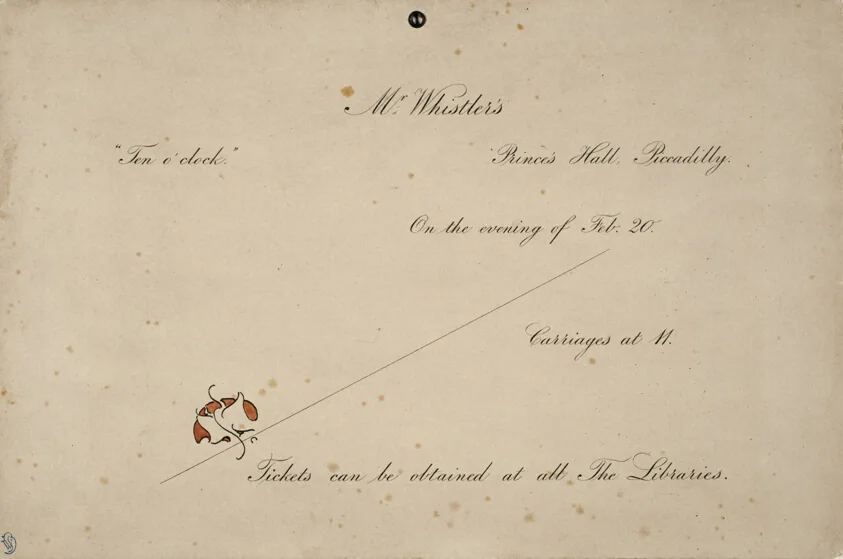 Mr. Whistler's
"Ten o'clock." Prince's Hall, Piccadilly.
On the evening of Feb. 20.
Carriages at 11.
Tickets can be obtained at all The Libraries.